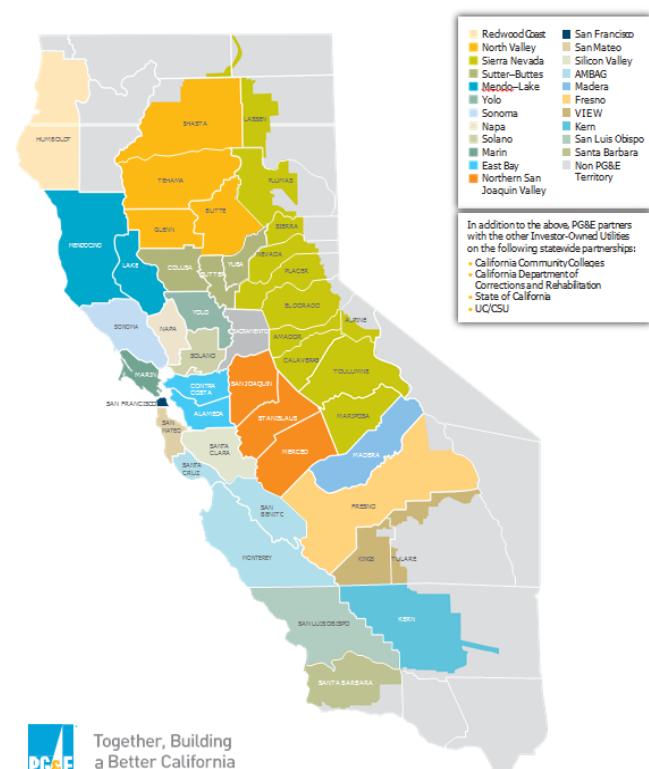 Redwood Coast
North Valley
Sierra Nevada
Sutter–Buttes
Mendo–Lake
Yolo
Sonoma
Napa
Solano
Marin
East Bay
Northern San
Joaquin Valley
San Francisco
San Mateo
Silicon Valley
AMBAG
Madera
Fresno
VIEW
Kern
San Luis Obispo
Santa Barbara
Non PG&E
Territory
In addition to the above, PG&E partners
with the other Investor-Owned Utilities
on the following statewide partnerships:
• California Community Colleges
• California Department of
Corrections and Rehabilitation
• State of California
• UC/CSU
SHASTA
LASSEN
HUMBOLDT
TEHAMA
PLUMAS
BUTTE
GLENN
SIERRA
MENDOCINO
LAKE
COLUSA
SUTTER
YUBA
NEVADA
PLACER
YOLO
EL DORADO
SONOMA
NAPA
SACRAMENTO
ALPINE
SOLANO
AMADOR
CALAVERAS
MARIN
CONTRA
COSTA
SAN JOAQUIN
TOULUMNE
SAN FRANCISCO
ALAMEDA
STANISLAUS
MARIPOSA
SAN
MATEO
SANTA
CLARA
MERCED
MADERA
SANTA
CRUZ
SAN
BENITO
FRESNO
MONTEREY
KINGS
TULARE
SAN LUIS OBISPO
KERN
SANTA BARBARA
PG&E
Together, Building
a Better California